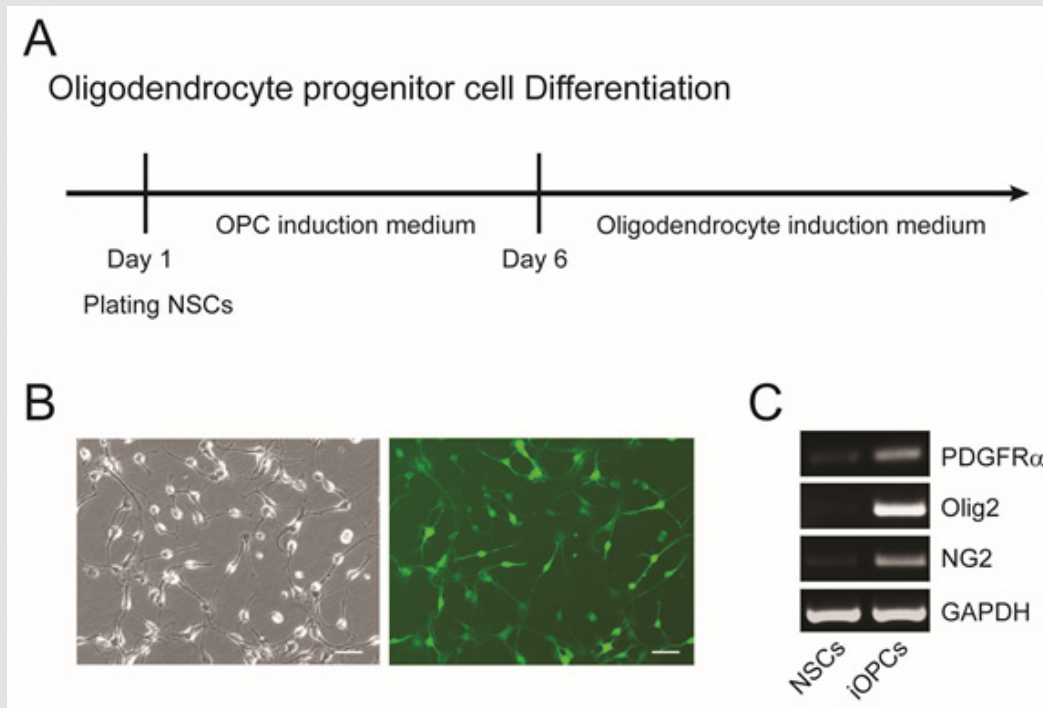 A
Oligodendrocyte progenitor cell Differentiation
OPC induction medium
Oligodendrocyte induction medium
Day 1
Day 6
Plating NSCs
B
C
PDGFRα
Olig2
NG2
GAPDH
NSCs
iOPCs